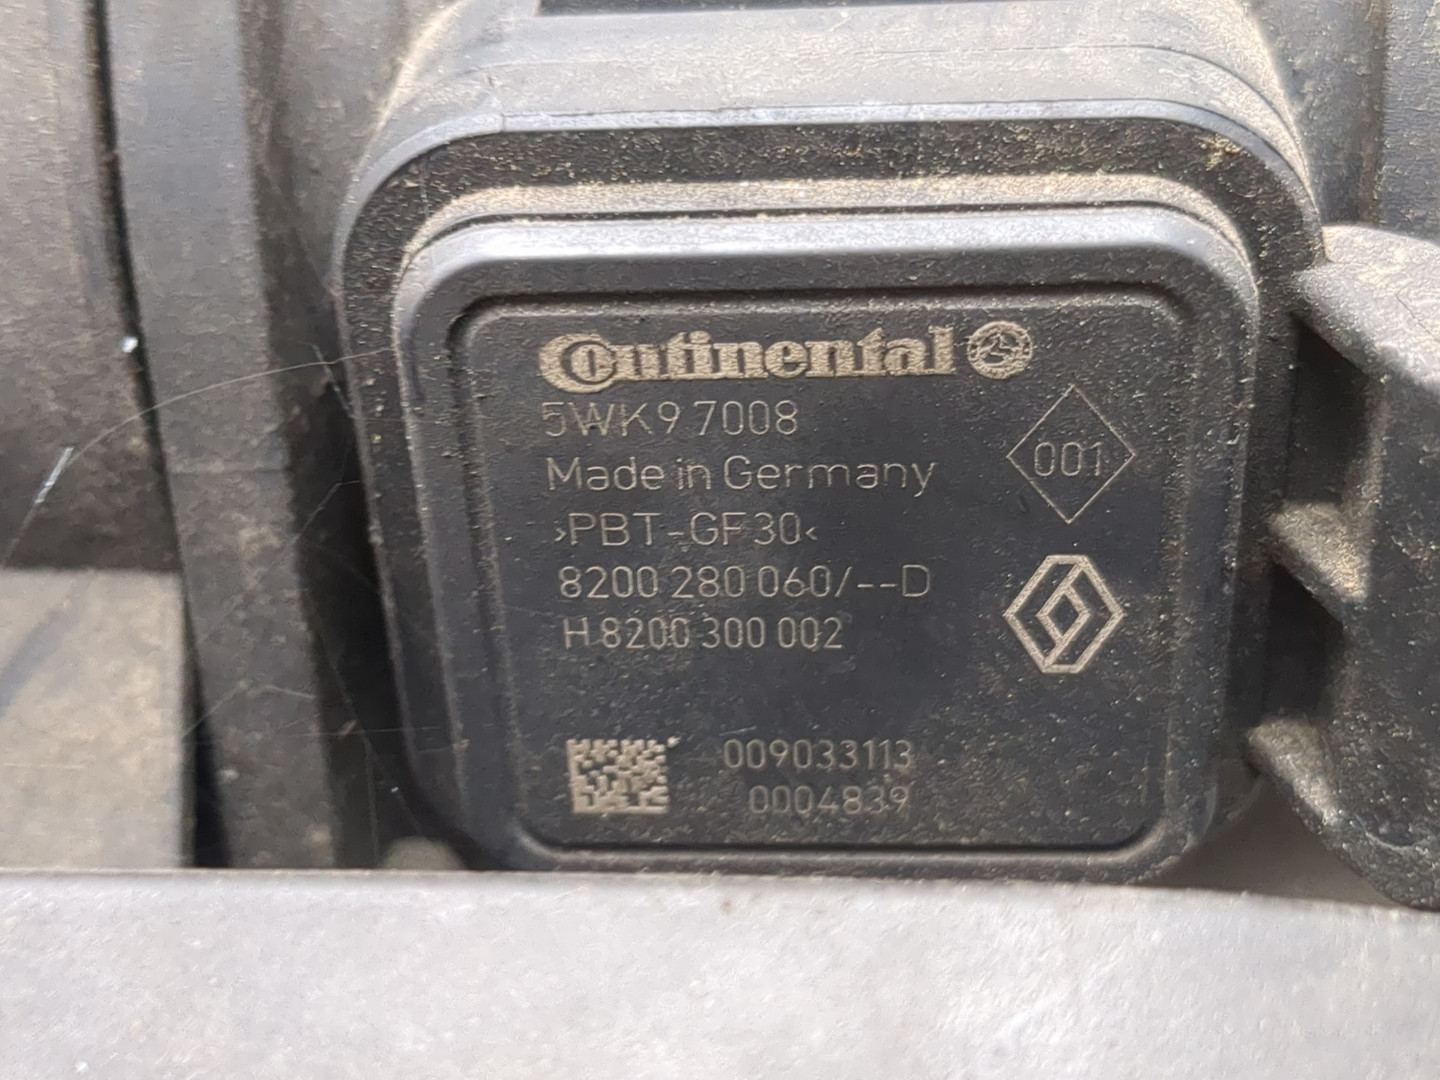 Continental
5WK9 7008
001
Made in Germany
>PBT-GF30<
8200 280 060/--D
H 8200 300 002
009033113
0004839